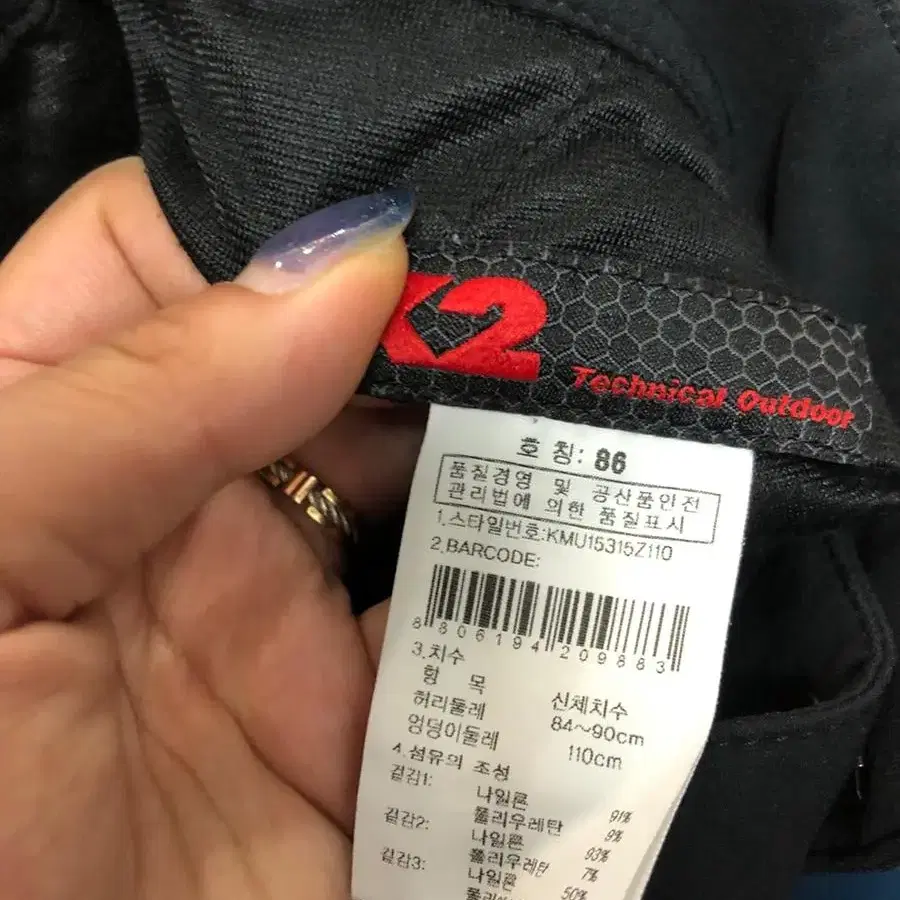 K2
Technical Outdoor
호 칭: 86
품질경영 및 공산품안전
관리법에 의한 품질표시
1.스타일번호:KMU15315Z110
2.BARCODE:
8 806194 209883
3.치수
항 목 신체치수
허리둘레 84~90cm
엉덩이둘레 110cm
4.섬유의 조성
겉감1: 나일론 91%
폴리우레탄 9%
겉감2: 나일론 93%
폴리우레탄 7%
겉감3: 나일론 50%